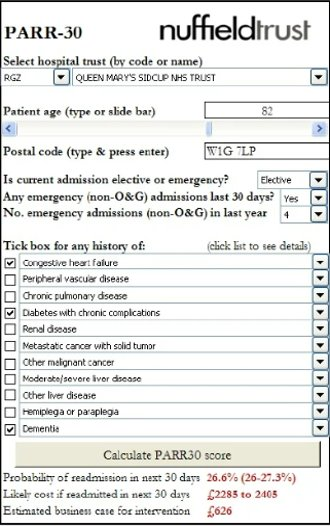 PARR-30 nuffieldtrust
Select hospital trust (by code or name)
RGZ QUEEN MARY'S SIDCUP NHS TRUST
Patient age (type or slide bar) 82
Postal code (type & press enter) W1G 7LP
Is current admission elective or emergency? Elective
Any emergency (non-O&G) admissions last 30 days? Yes
No. emergency admissions (non-O&G) in last year 4
Tick box for any history of: (click list to see details)
Congestive heart failure
Peripheral vascular disease
Chronic pulmonary disease
Diabetes with chronic complications
Renal disease
Metastatic cancer with solid tumor
Other malignant cancer
Moderate/severe liver disease
Other liver disease
Hemiplegia or paraplegia
Dementia
Calculate PARR30 score
Probability of readmission in next 30 days 26.6% (26-27.3%)
Likely cost if readmitted in next 30 days £2285 to 2405
Estimated business case for intervention £626